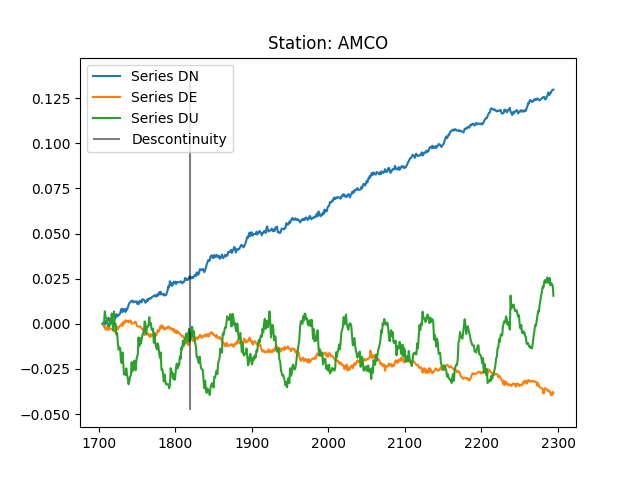 Station: AMCO
Series DN
Series DE
Series DU
Descontinuity
0.125
0.100
0.075
0.050
0.025
0.000
−0.025
−0.050
1700 1800 1900 2000 2100 2200 2300